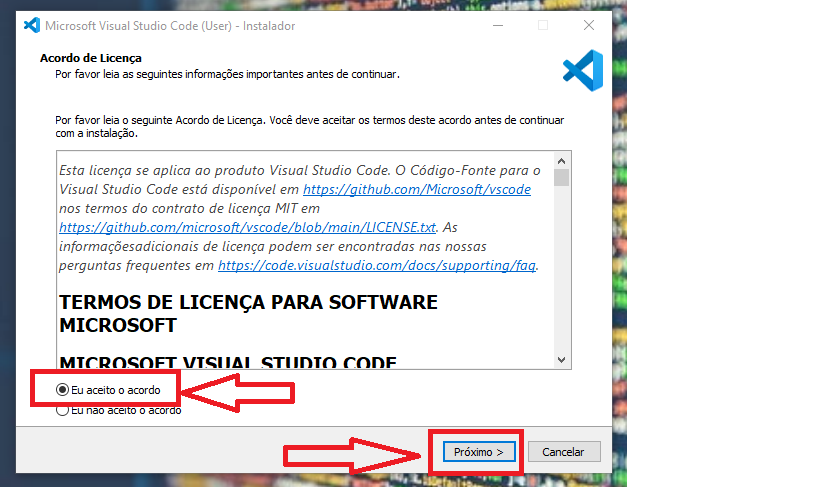 Microsoft Visual Studio Code (User) - Instalador
Acordo de Licença
Por favor leia as seguintes informações importantes antes de continuar.
Por favor leia o seguinte Acordo de Licença. Você deve aceitar os termos deste acordo antes de continuar
com a instalação.
Esta licença se aplica ao produto Visual Studio Code. O Código-Fonte para o
Visual Studio Code está disponível em https://github.com/Microsoft/vscode
nos termos do contrato de licença MIT em
https://github.com/microsoft/vscode/blob/main/LICENSE.txt. As
informaçõesadicionais de licença podem ser encontradas nas nossas
perguntas frequentes em https://code.visualstudio.com/docs/supporting/faq.
TERMOS DE LICENÇA PARA SOFTWARE
MICROSOFT
MICROSOFT VISUAL STUDIO CODE
Eu aceito o acordo
Eu não aceito o acordo
Próximo >
Cancelar